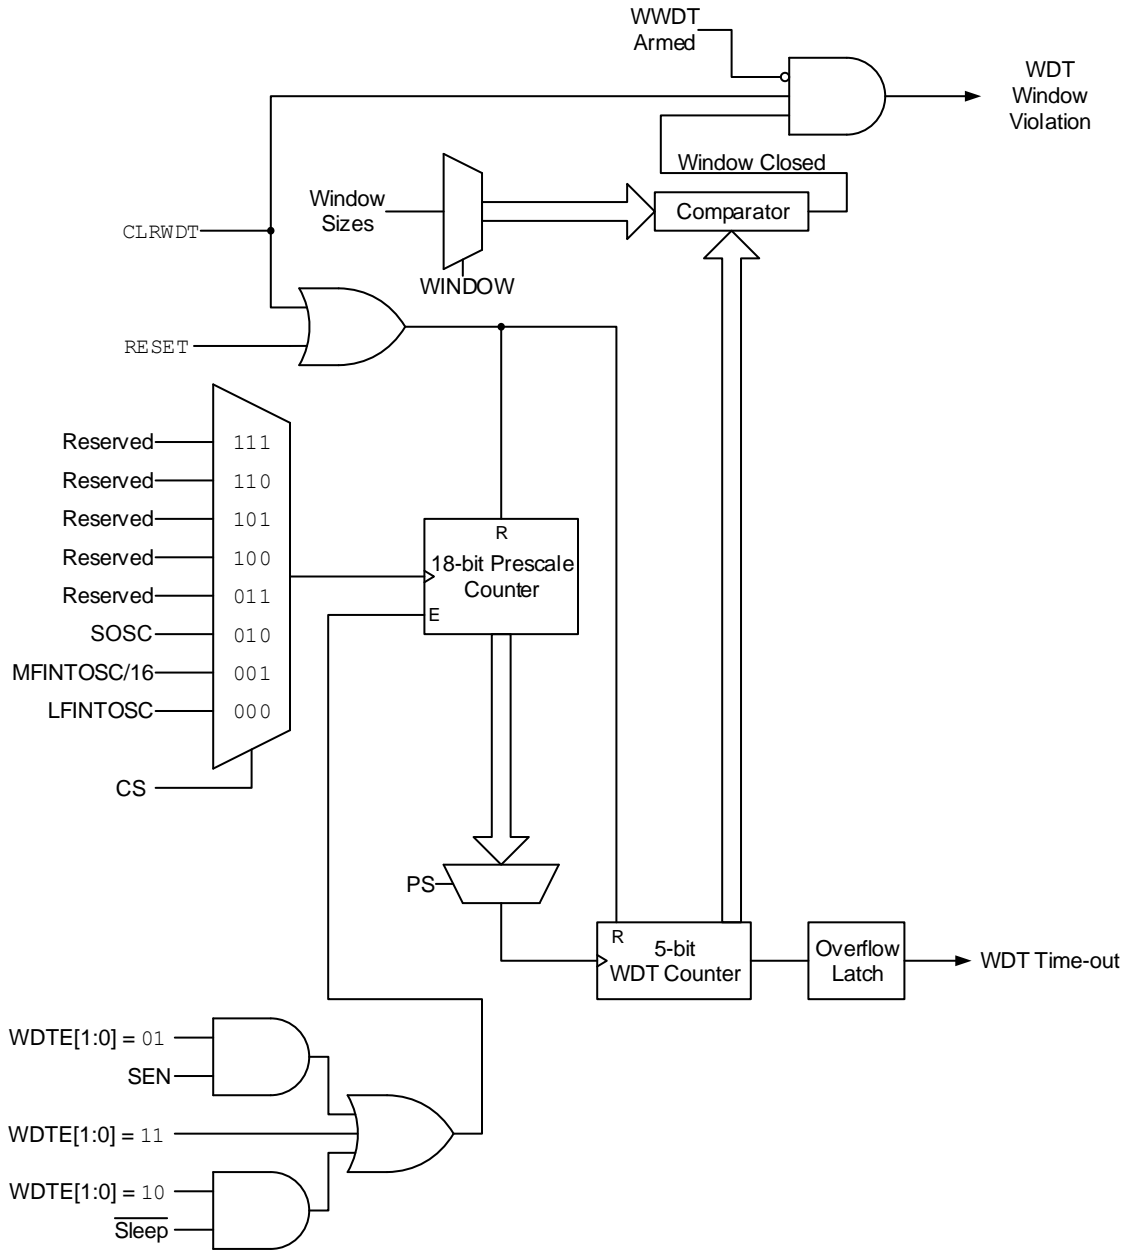 WWDT
Armed
WDT
Window
Violation
Window Closed
Window
Sizes
Comparator
CLRWDT
WINDOW
RESET
Reserved
111
Reserved
110
Reserved
101
Reserved
100
Reserved
011
SOSC
010
MFINTOSC/16
001
LFINTOSC
000
CS
R
18-bit Prescale
Counter
E
PS
R
5-bit
WDT Counter
Overflow
Latch
WDT Time-out
WDTE[1:0] = 01
SEN
WDTE[1:0] = 11
WDTE[1:0] = 10
Sleep